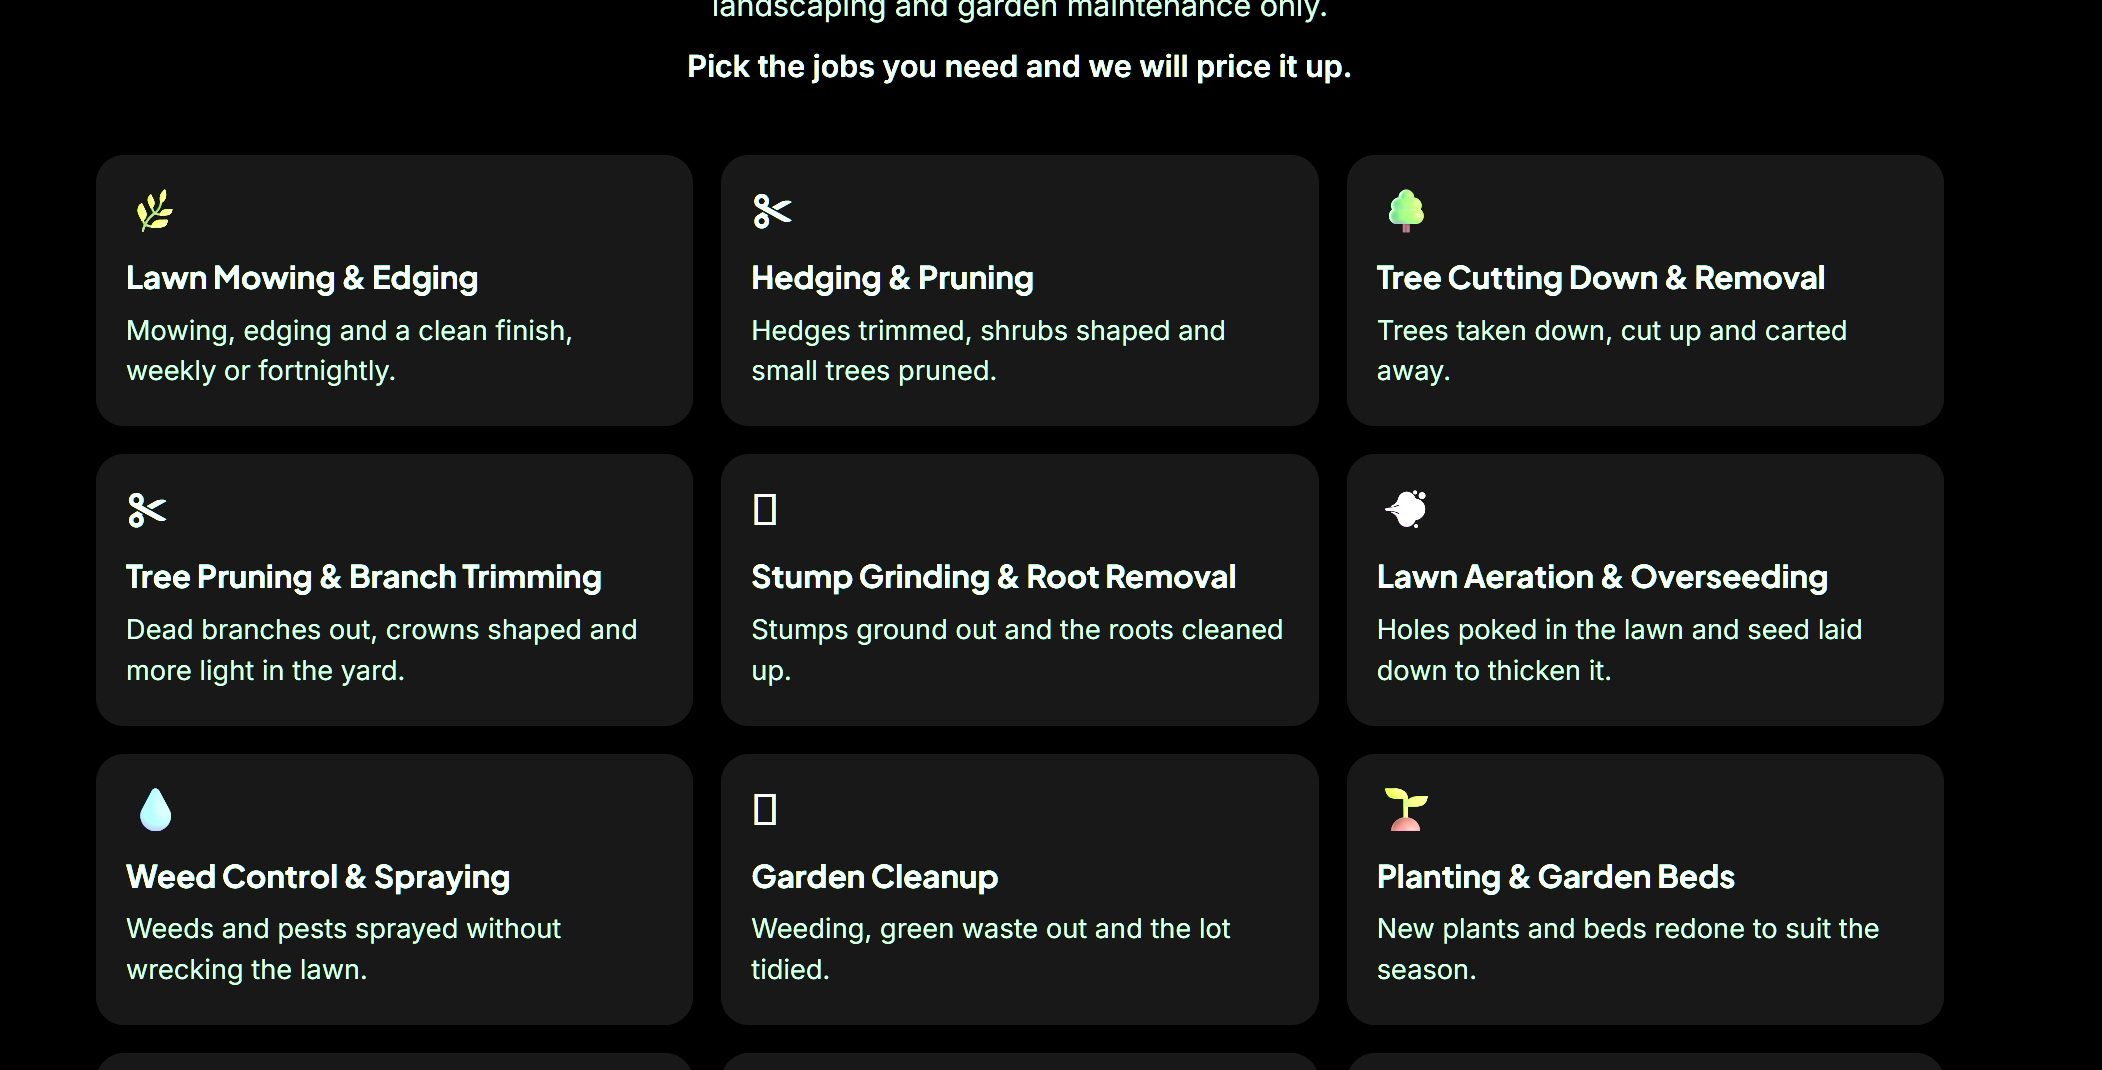 landscaping and garden maintenance only.
Pick the jobs you need and we will price it up.
Lawn Mowing & Edging
Mowing, edging and a clean finish,
weekly or fortnightly.
Hedging & Pruning
Hedges trimmed, shrubs shaped and
small trees pruned.
Tree Cutting Down & Removal
Trees taken down, cut up and carted
away.
Tree Pruning & Branch Trimming
Dead branches out, crowns shaped and
more light in the yard.
Stump Grinding & Root Removal
Stumps ground out and the roots cleaned
up.
Lawn Aeration & Overseeding
Holes poked in the lawn and seed laid
down to thicken it.
Weed Control & Spraying
Weeds and pests sprayed without
wrecking the lawn.
Garden Cleanup
Weeding, green waste out and the lot
tidied.
Planting & Garden Beds
New plants and beds redone to suit the
season.